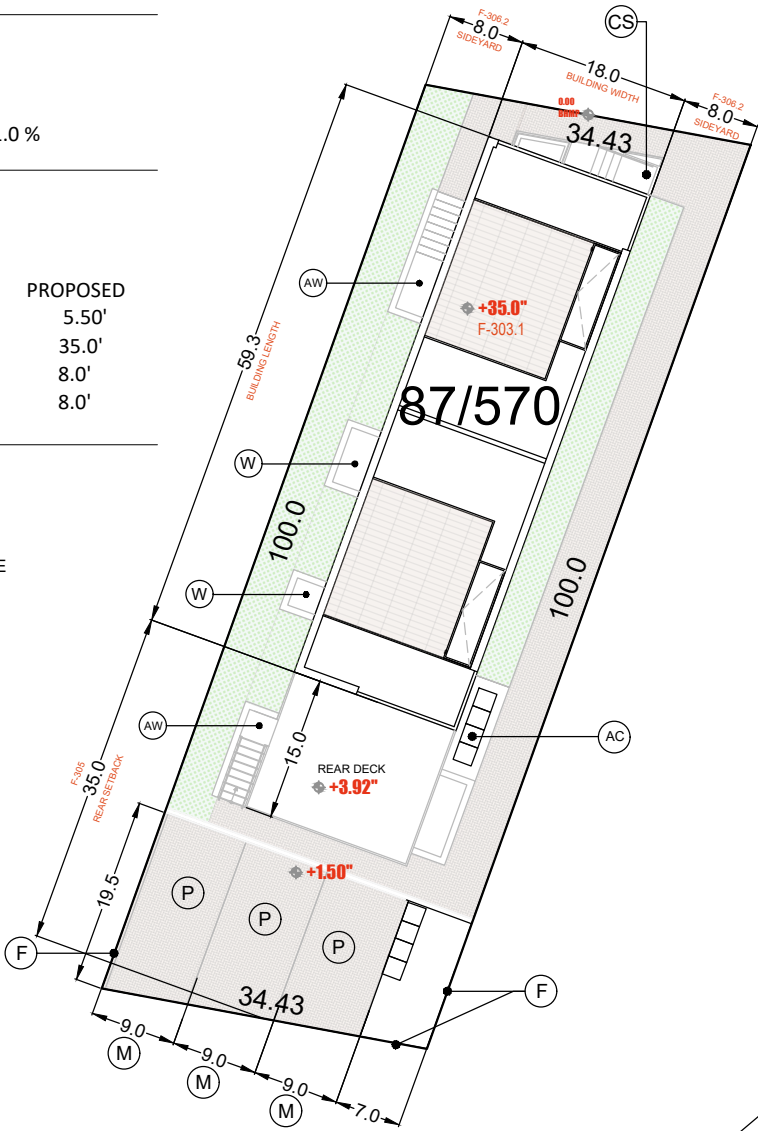 F-306.2
8.0
SIDEYARD
CS
18.0
BUILDING WIDTH
F-306.2
8.0
SIDEYARD
0.00
34.43
.0 %
PROPOSED
5.50'
35.0'
8.0'
8.0'
E
AW
+35.0"
F-303.1
59.3
BUILDING LENGTH
87/570
W
100.0
100.0
W
AW
AC
15.0
REAR DECK
+3.92"
F-305
35.0
REAR SETBACK
+1.50"
19.5
P
P
P
F
F
34.43
9.0
M
9.0
M
9.0
M
7.0